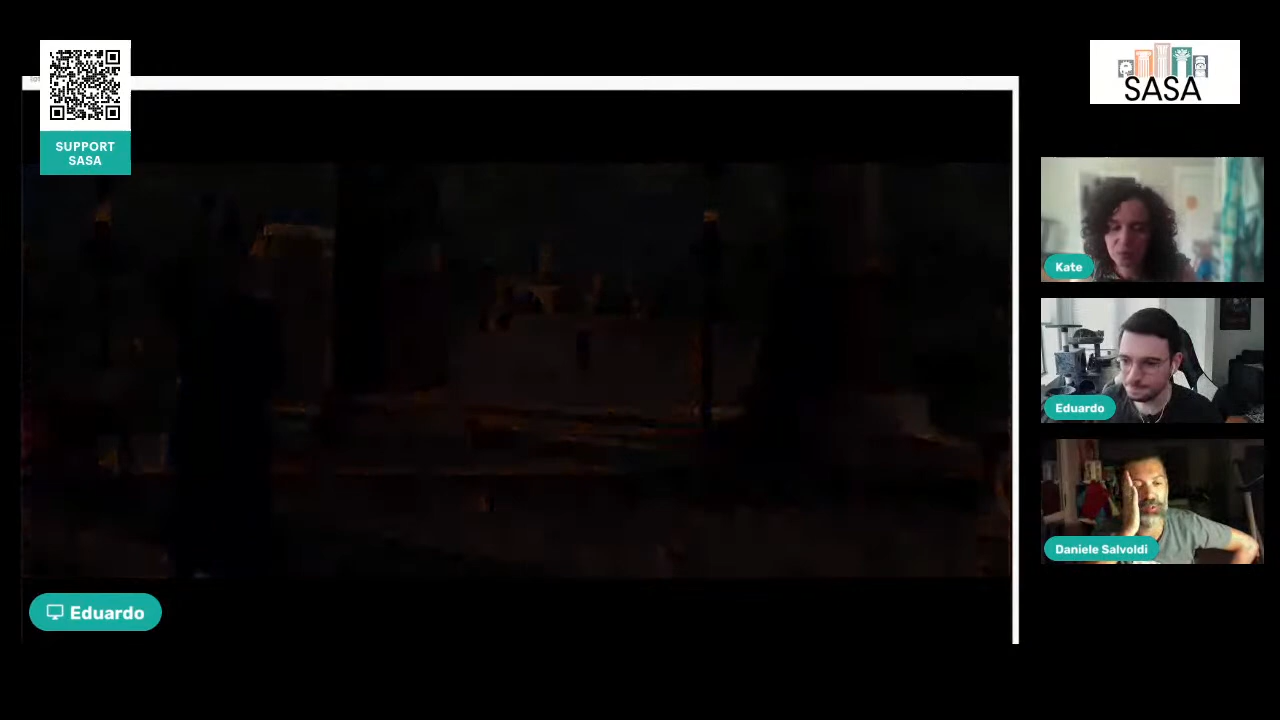 SUPPORT
SASA
SASA
Kate
Eduardo
Daniele Salvoldi
Eduardo